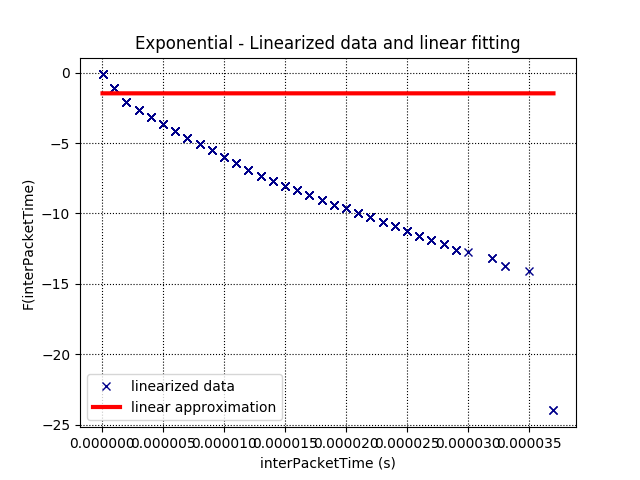 Exponential - Linearized data and linear fitting
F(interPacketTime)
0
−5
−10
−15
−20
−25
linearized data
linear approximation
0.000000 0.000005 0.000010 0.000015 0.000020 0.000025 0.000030 0.000035
interPacketTime (s)